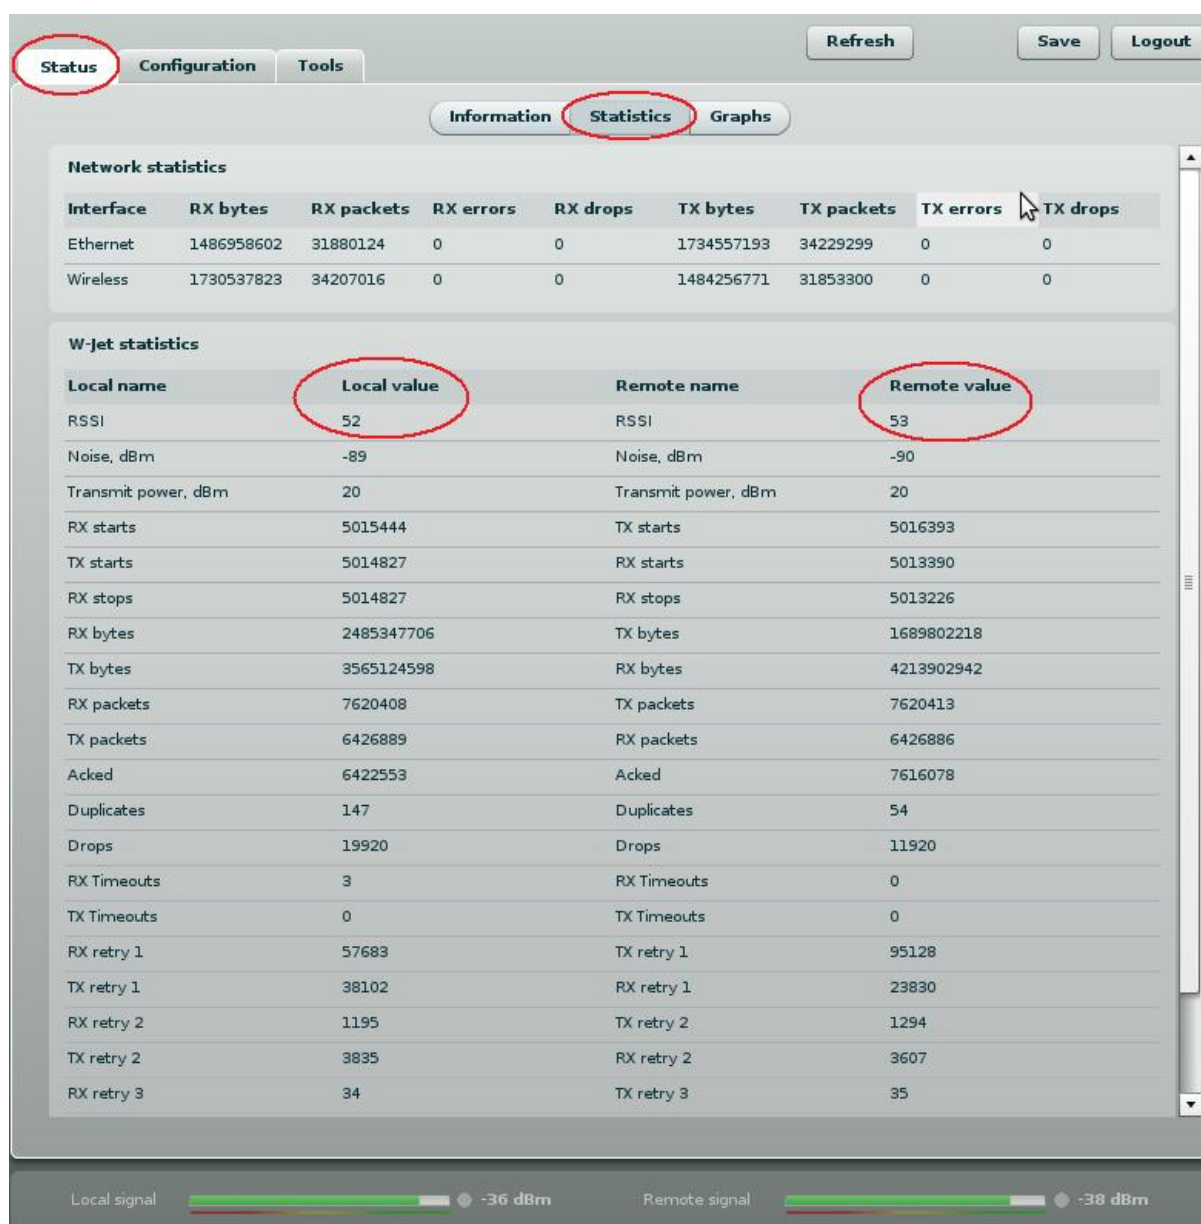 Refresh Save Logout
Status Configuration Tools
Information Statistics Graphs
Network statistics
Interface RX bytes RX packets RX errors RX drops TX bytes TX packets TX errors TX drops
Ethernet 1486958602 31880124 0 0 1734557193 34229299 0 0
Wireless 1730537823 34207016 0 0 1484256771 31853300 0 0
W-Jet statistics
Local name Local value Remote name Remote value
RSSI 52 RSSI 53
Noise, dBm -89 Noise, dBm -90
Transmit power, dBm 20 Transmit power, dBm 20
RX starts 5015444 TX starts 5016393
TX starts 5014827 RX starts 5013390
RX stops 5014827 RX stops 5013226
RX bytes 2485347706 TX bytes 1689802218
TX bytes 3565124598 RX bytes 4213902942
RX packets 7620408 TX packets 7620413
TX packets 6426889 RX packets 6426886
Acked 6422553 Acked 7616078
Duplicates 147 Duplicates 54
Drops 19920 Drops 11920
RX Timeouts 3 RX Timeouts 0
TX Timeouts 0 TX Timeouts 0
RX retry 1 57683 TX retry 1 95128
TX retry 1 38102 RX retry 1 23830
RX retry 2 1195 TX retry 2 1294
TX retry 2 3835 RX retry 2 3607
RX retry 3 34 TX retry 3 35
Local signal -36 dBm Remote signal -38 dBm